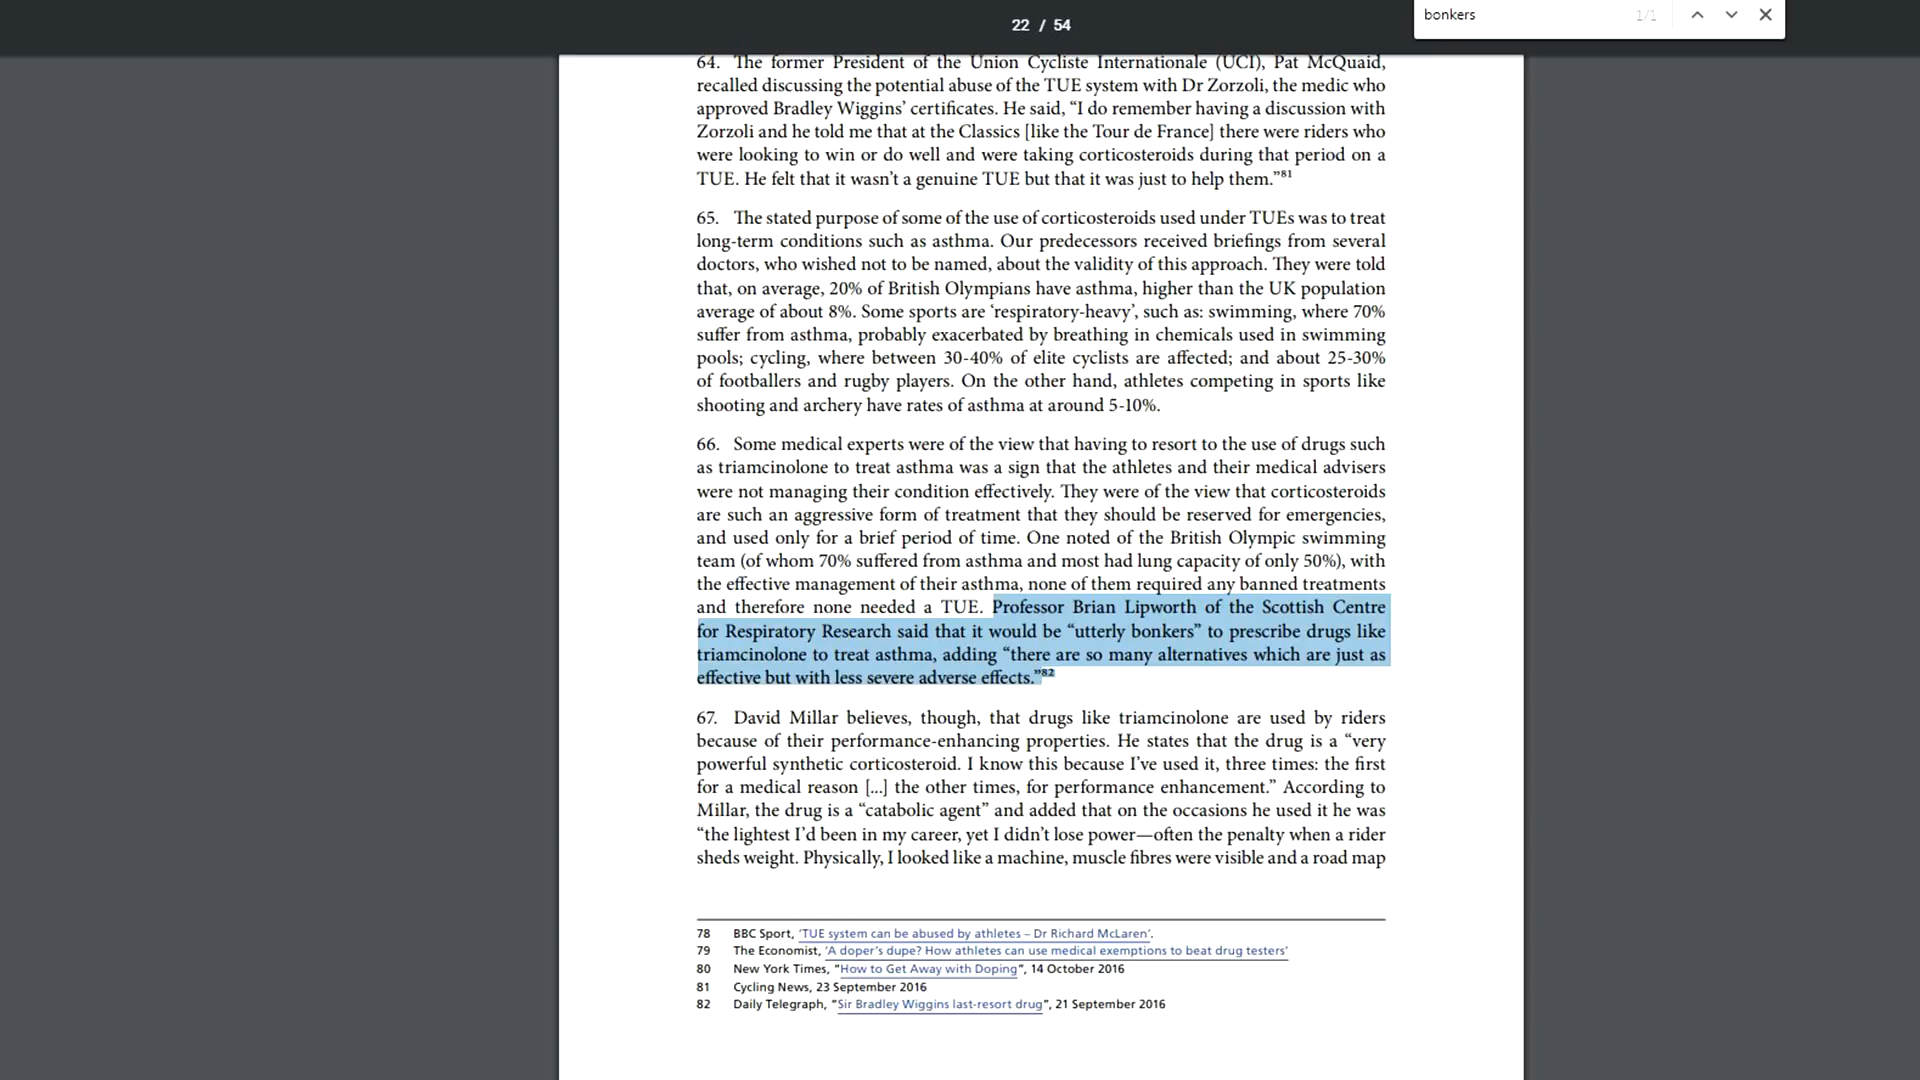 22 / 54
bonkers
1/1
64. The former President of the Union Cycliste Internationale (UCI), Pat McQuaid,
recalled discussing the potential abuse of the TUE system with Dr Zorzoli, the medic who
approved Bradley Wiggins’ certificates. He said, “I do remember having a discussion with
Zorzoli and he told me that at the Classics [like the Tour de France] there were riders who
were looking to win or do well and were taking corticosteroids during that period on a
TUE. He felt that it wasn’t a genuine TUE but that it was just to help them.”81
65. The stated purpose of some of the use of corticosteroids used under TUEs was to treat
long-term conditions such as asthma. Our predecessors received briefings from several
doctors, who wished not to be named, about the validity of this approach. They were told
that, on average, 20% of British Olympians have asthma, higher than the UK population
average of about 8%. Some sports are ‘respiratory-heavy’, such as: swimming, where 70%
suffer from asthma, probably exacerbated by breathing in chemicals used in swimming
pools; cycling, where between 30-40% of elite cyclists are affected; and about 25-30%
of footballers and rugby players. On the other hand, athletes competing in sports like
shooting and archery have rates of asthma at around 5-10%.
66. Some medical experts were of the view that having to resort to the use of drugs such
as triamcinolone to treat asthma was a sign that the athletes and their medical advisers
were not managing their condition effectively. They were of the view that corticosteroids
are such an aggressive form of treatment that they should be reserved for emergencies,
and used only for a brief period of time. One noted of the British Olympic swimming
team (of whom 70% suffered from asthma and most had lung capacity of only 50%), with
the effective management of their asthma, none of them required any banned treatments
and therefore none needed a TUE. Professor Brian Lipworth of the Scottish Centre
for Respiratory Research said that it would be “utterly bonkers” to prescribe drugs like
triamcinolone to treat asthma, adding “there are so many alternatives which are just as
effective but with less severe adverse effects.”82
67. David Millar believes, though, that drugs like triamcinolone are used by riders
because of their performance-enhancing properties. He states that the drug is a “very
powerful synthetic corticosteroid. I know this because I’ve used it, three times: the first
for a medical reason [...] the other times, for performance enhancement.” According to
Millar, the drug is a “catabolic agent” and added that on the occasions he used it he was
“the lightest I’d been in my career, yet I didn’t lose power—often the penalty when a rider
sheds weight. Physically, I looked like a machine, muscle fibres were visible and a road map
78 BBC Sport, ‘TUE system can be abused by athletes – Dr Richard McLaren’.
79 The Economist, ‘A doper’s dupe? How athletes can use medical exemptions to beat drug testers’
80 New York Times, “How to Get Away with Doping”, 14 October 2016
81 Cycling News, 23 September 2016
82 Daily Telegraph, “Sir Bradley Wiggins last-resort drug”, 21 September 2016